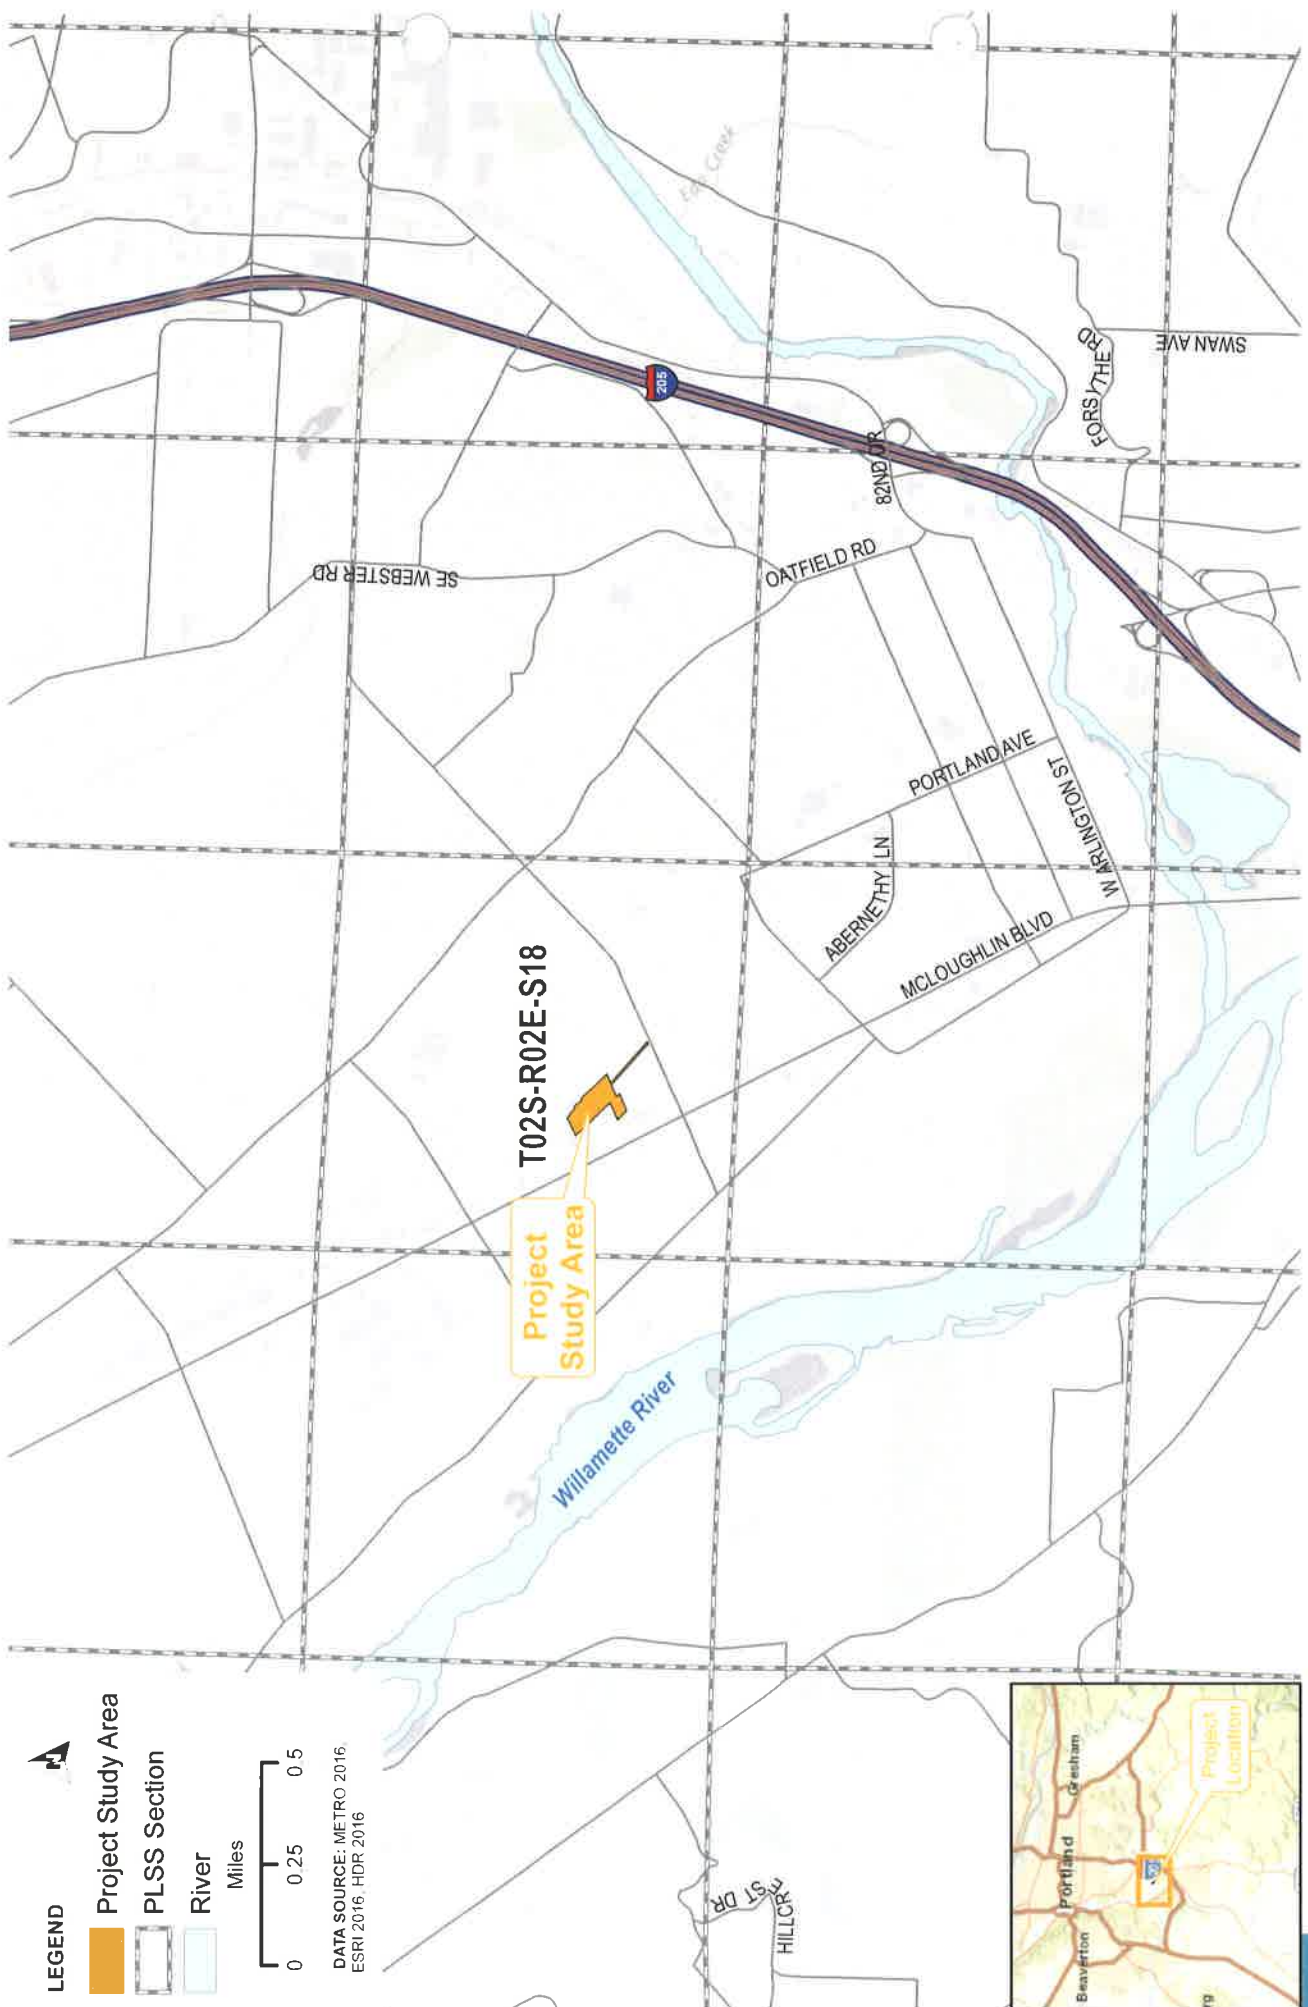 LEGEND
Project Study Area
PLSS Section
River
Miles
0 0.25 0.5
DATA SOURCE: METRO 2016,
ESRI 2016, HDR 2016
T02S-R02E-S18
Project
Study Area
Willamette River
SE WEBSTER RD
205
82ND DR
OATFIELD RD
PORTLAND AVE
ABERNETHY LN
MCLOUGHLIN BLVD
W ARLINGTON ST
FORSYTHE RD
SWAN AVE
Creek
HILLCREST DR
Beaverton
Portland
Gresham
Project
Location
rg